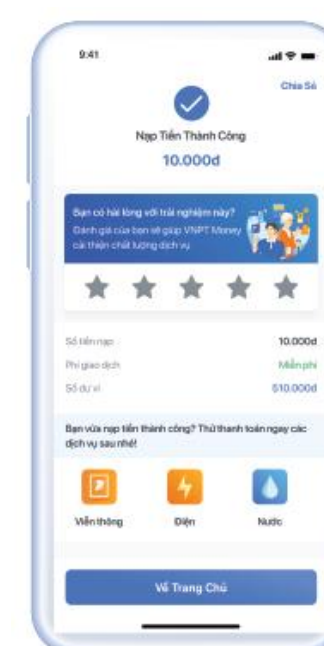 9:41
Chia Sẻ
Nạp Tiền Thành Công
10.000đ
Bạn có hài lòng với trải nghiệm này?
Đánh giá của bạn sẽ giúp VNPT Money
cải thiện chất lượng dịch vụ
Số tiền nạp 10.000đ
Phí giao dịch Miễn phí
Số dư ví 510.000đ
Bạn vừa nạp tiền thành công? Thử thanh toán ngay các
dịch vụ sau nhé!
Viễn thông Điện Nước
Về Trang Chủ